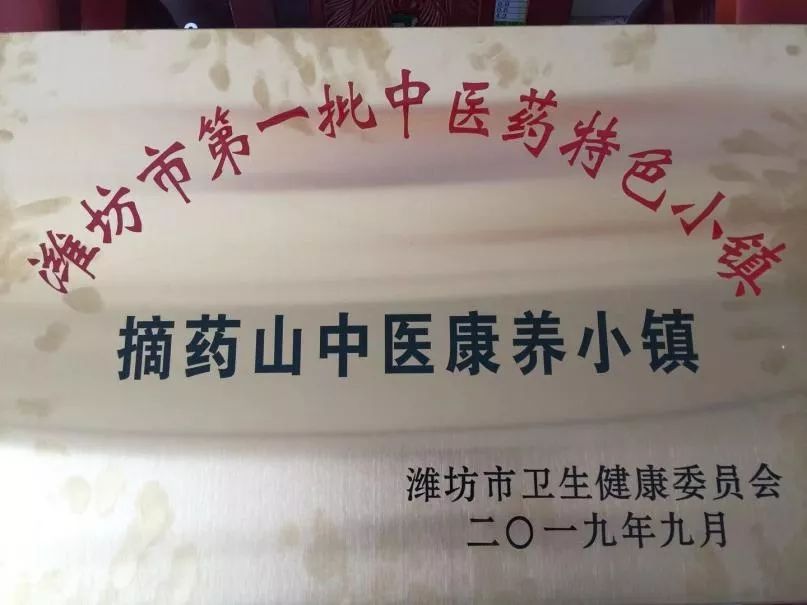 潍坊市第一批中医药特色小镇
摘药山中医康养小镇
潍坊市卫生健康委员会
二〇一九年九月